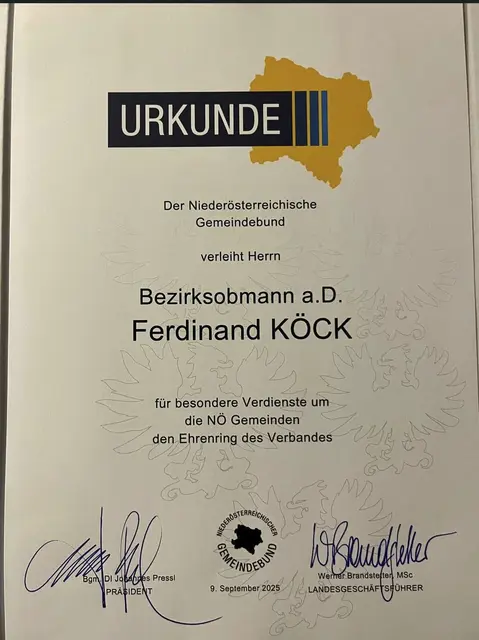 URKUNDE
Der Niederösterreichische
Gemeindebund
verleiht Herrn
Bezirksobmann a.D.
Ferdinand KÖCK
für besondere Verdienste um
die NÖ Gemeinden
den Ehrenring des Verbandes
NIEDERÖSTERREICHISCHER
GEMEINDEBUND
Bgm. DI Johannes Pressl
PRÄSIDENT
9. September 2025
WBrandstetter
Werner Brandstetter, MSc
LANDESGESCHÄFTSFÜHRER